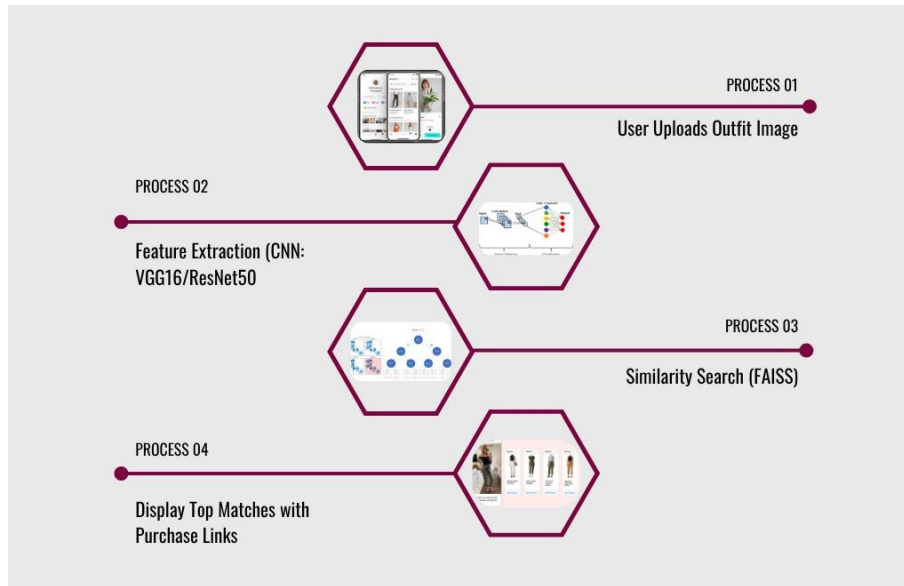 PROCESS 01
User Uploads Outfit Image
PROCESS 02
Feature Extraction (CNN:
VGG16/ResNet50
PROCESS 03
Similarity Search (FAISS)
PROCESS 04
Display Top Matches with
Purchase Links